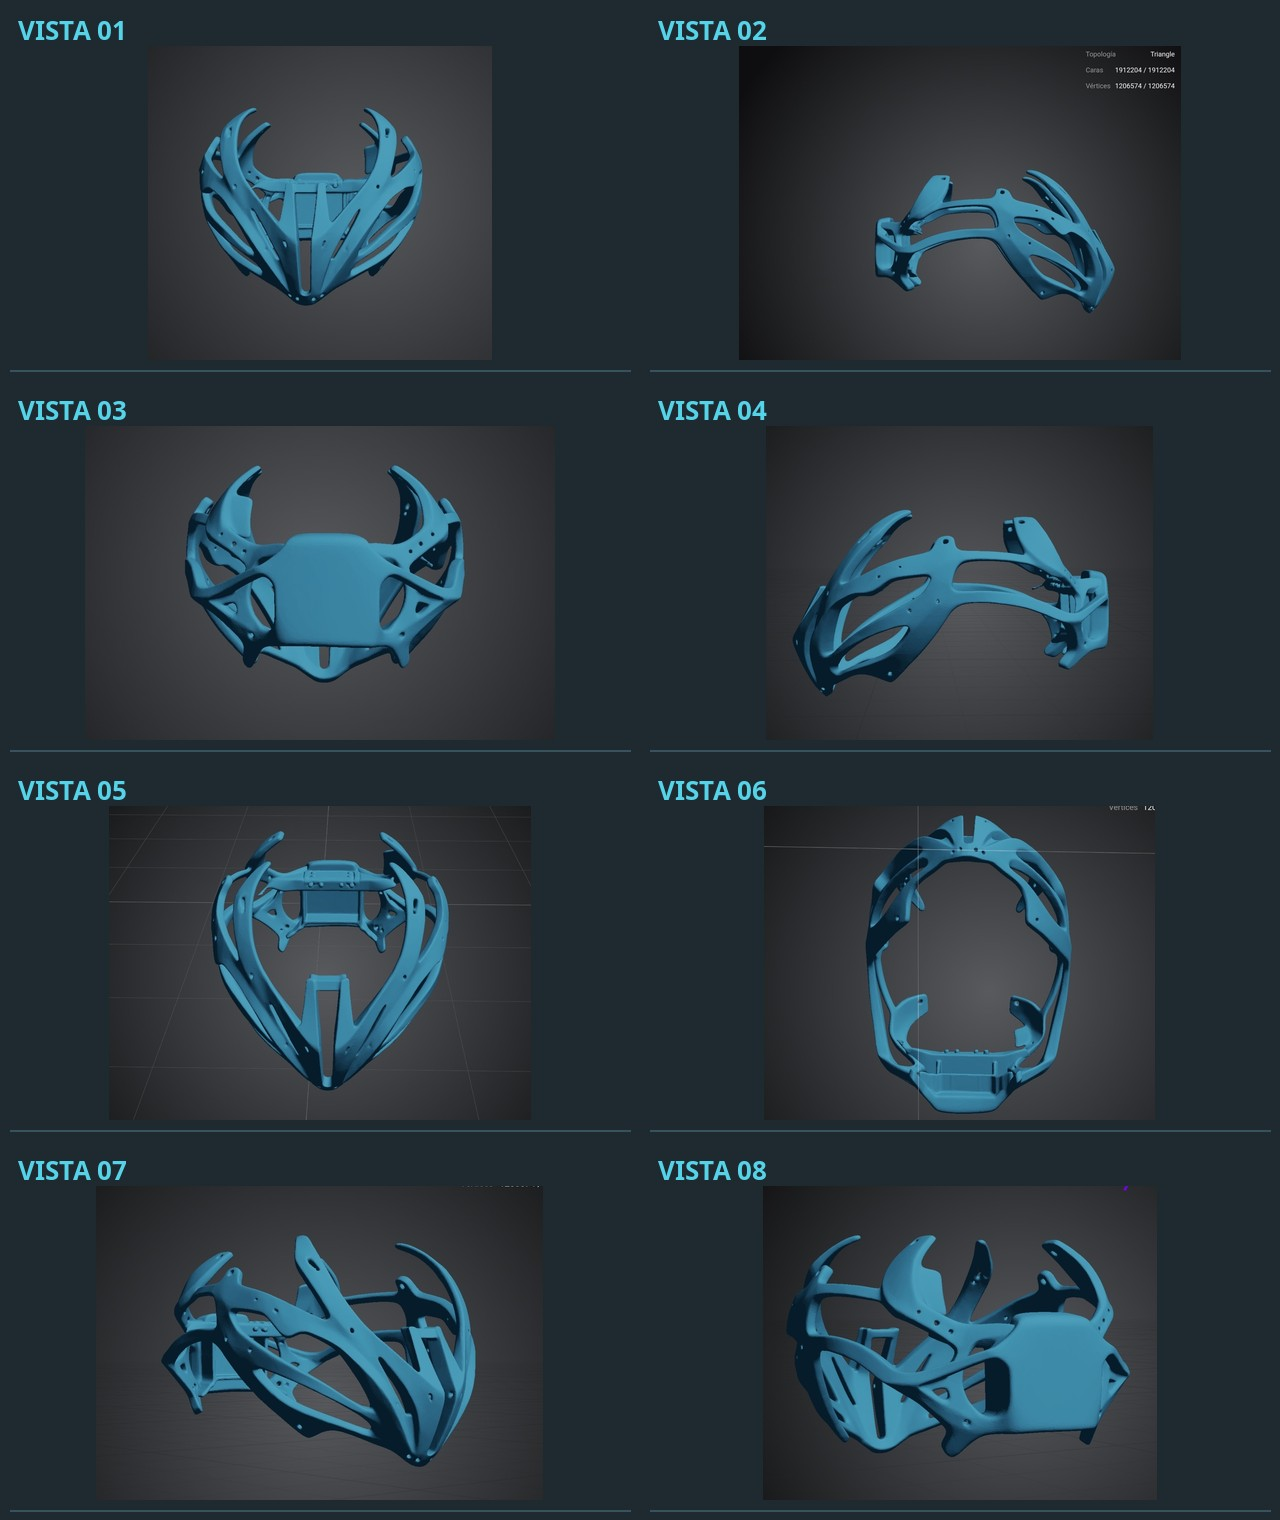 VISTA 01
VISTA 02
Topología Triangle
Caras 1912204 / 1912204
Vértices 1206574 / 1206574
VISTA 03
VISTA 04
VISTA 05
VISTA 06
Vértices 120
VISTA 07
VISTA 08